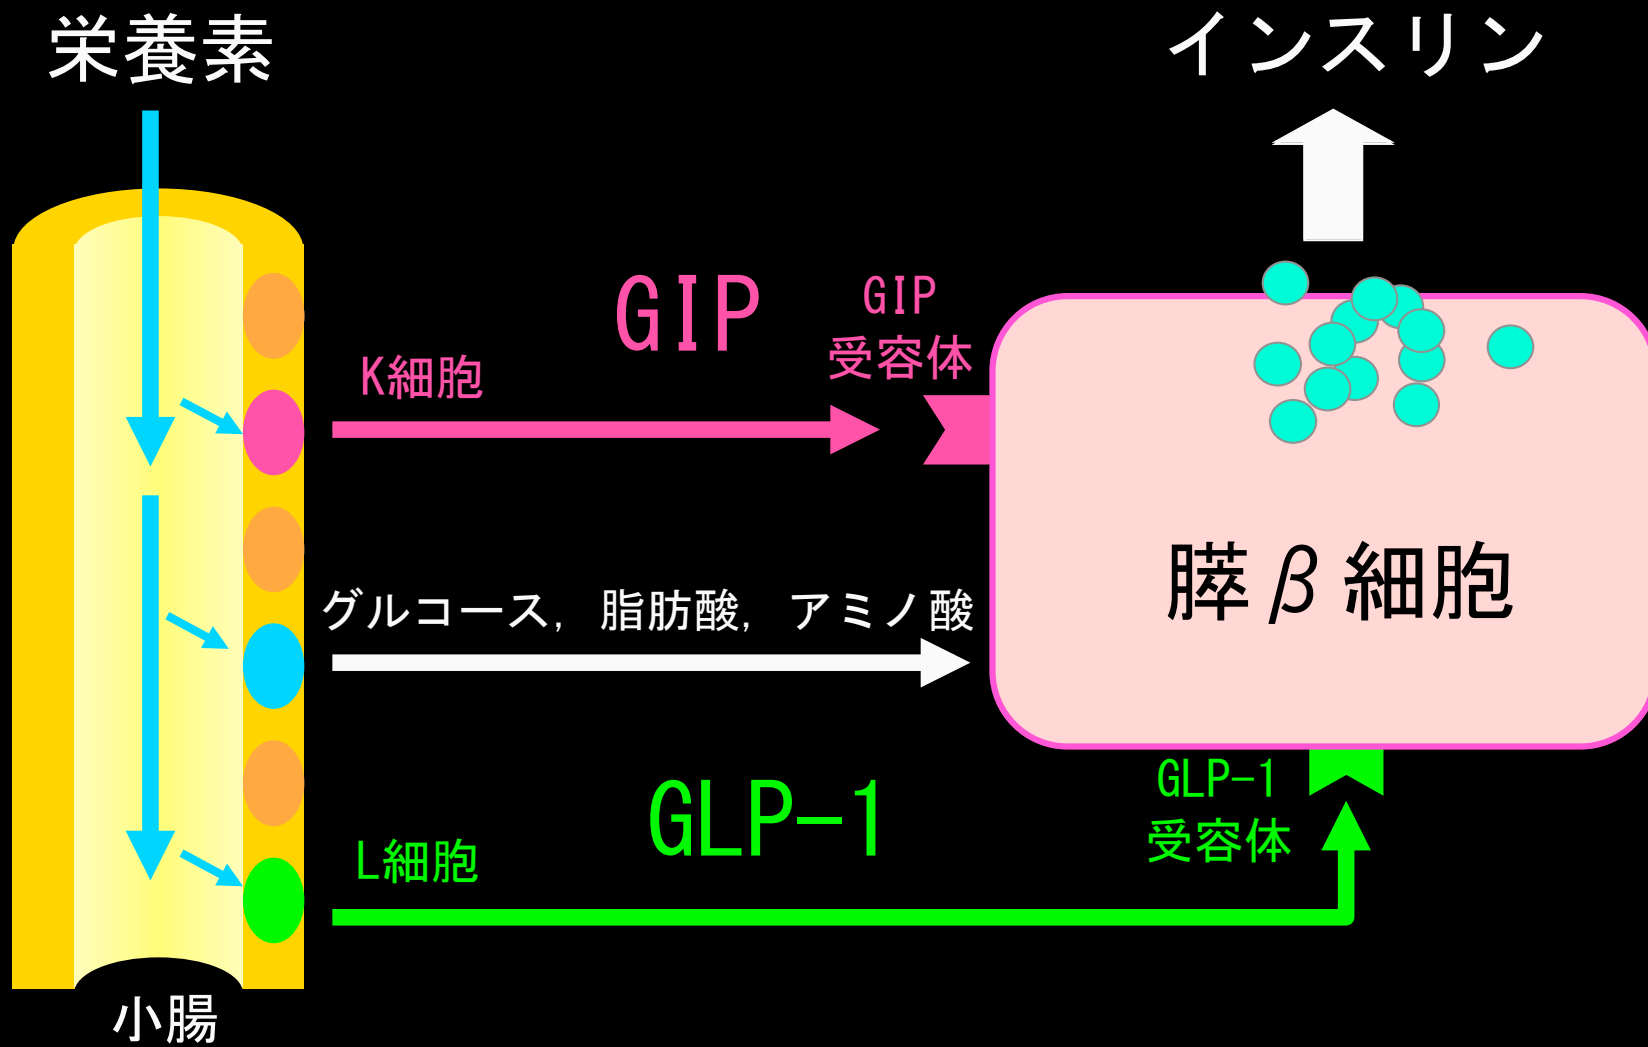 栄養素
インスリン
GIP
GIP
受容体
K細胞
グルコース, 脂肪酸, アミノ酸
膵β細胞
GLP-1
GLP-1
受容体
L細胞
小腸